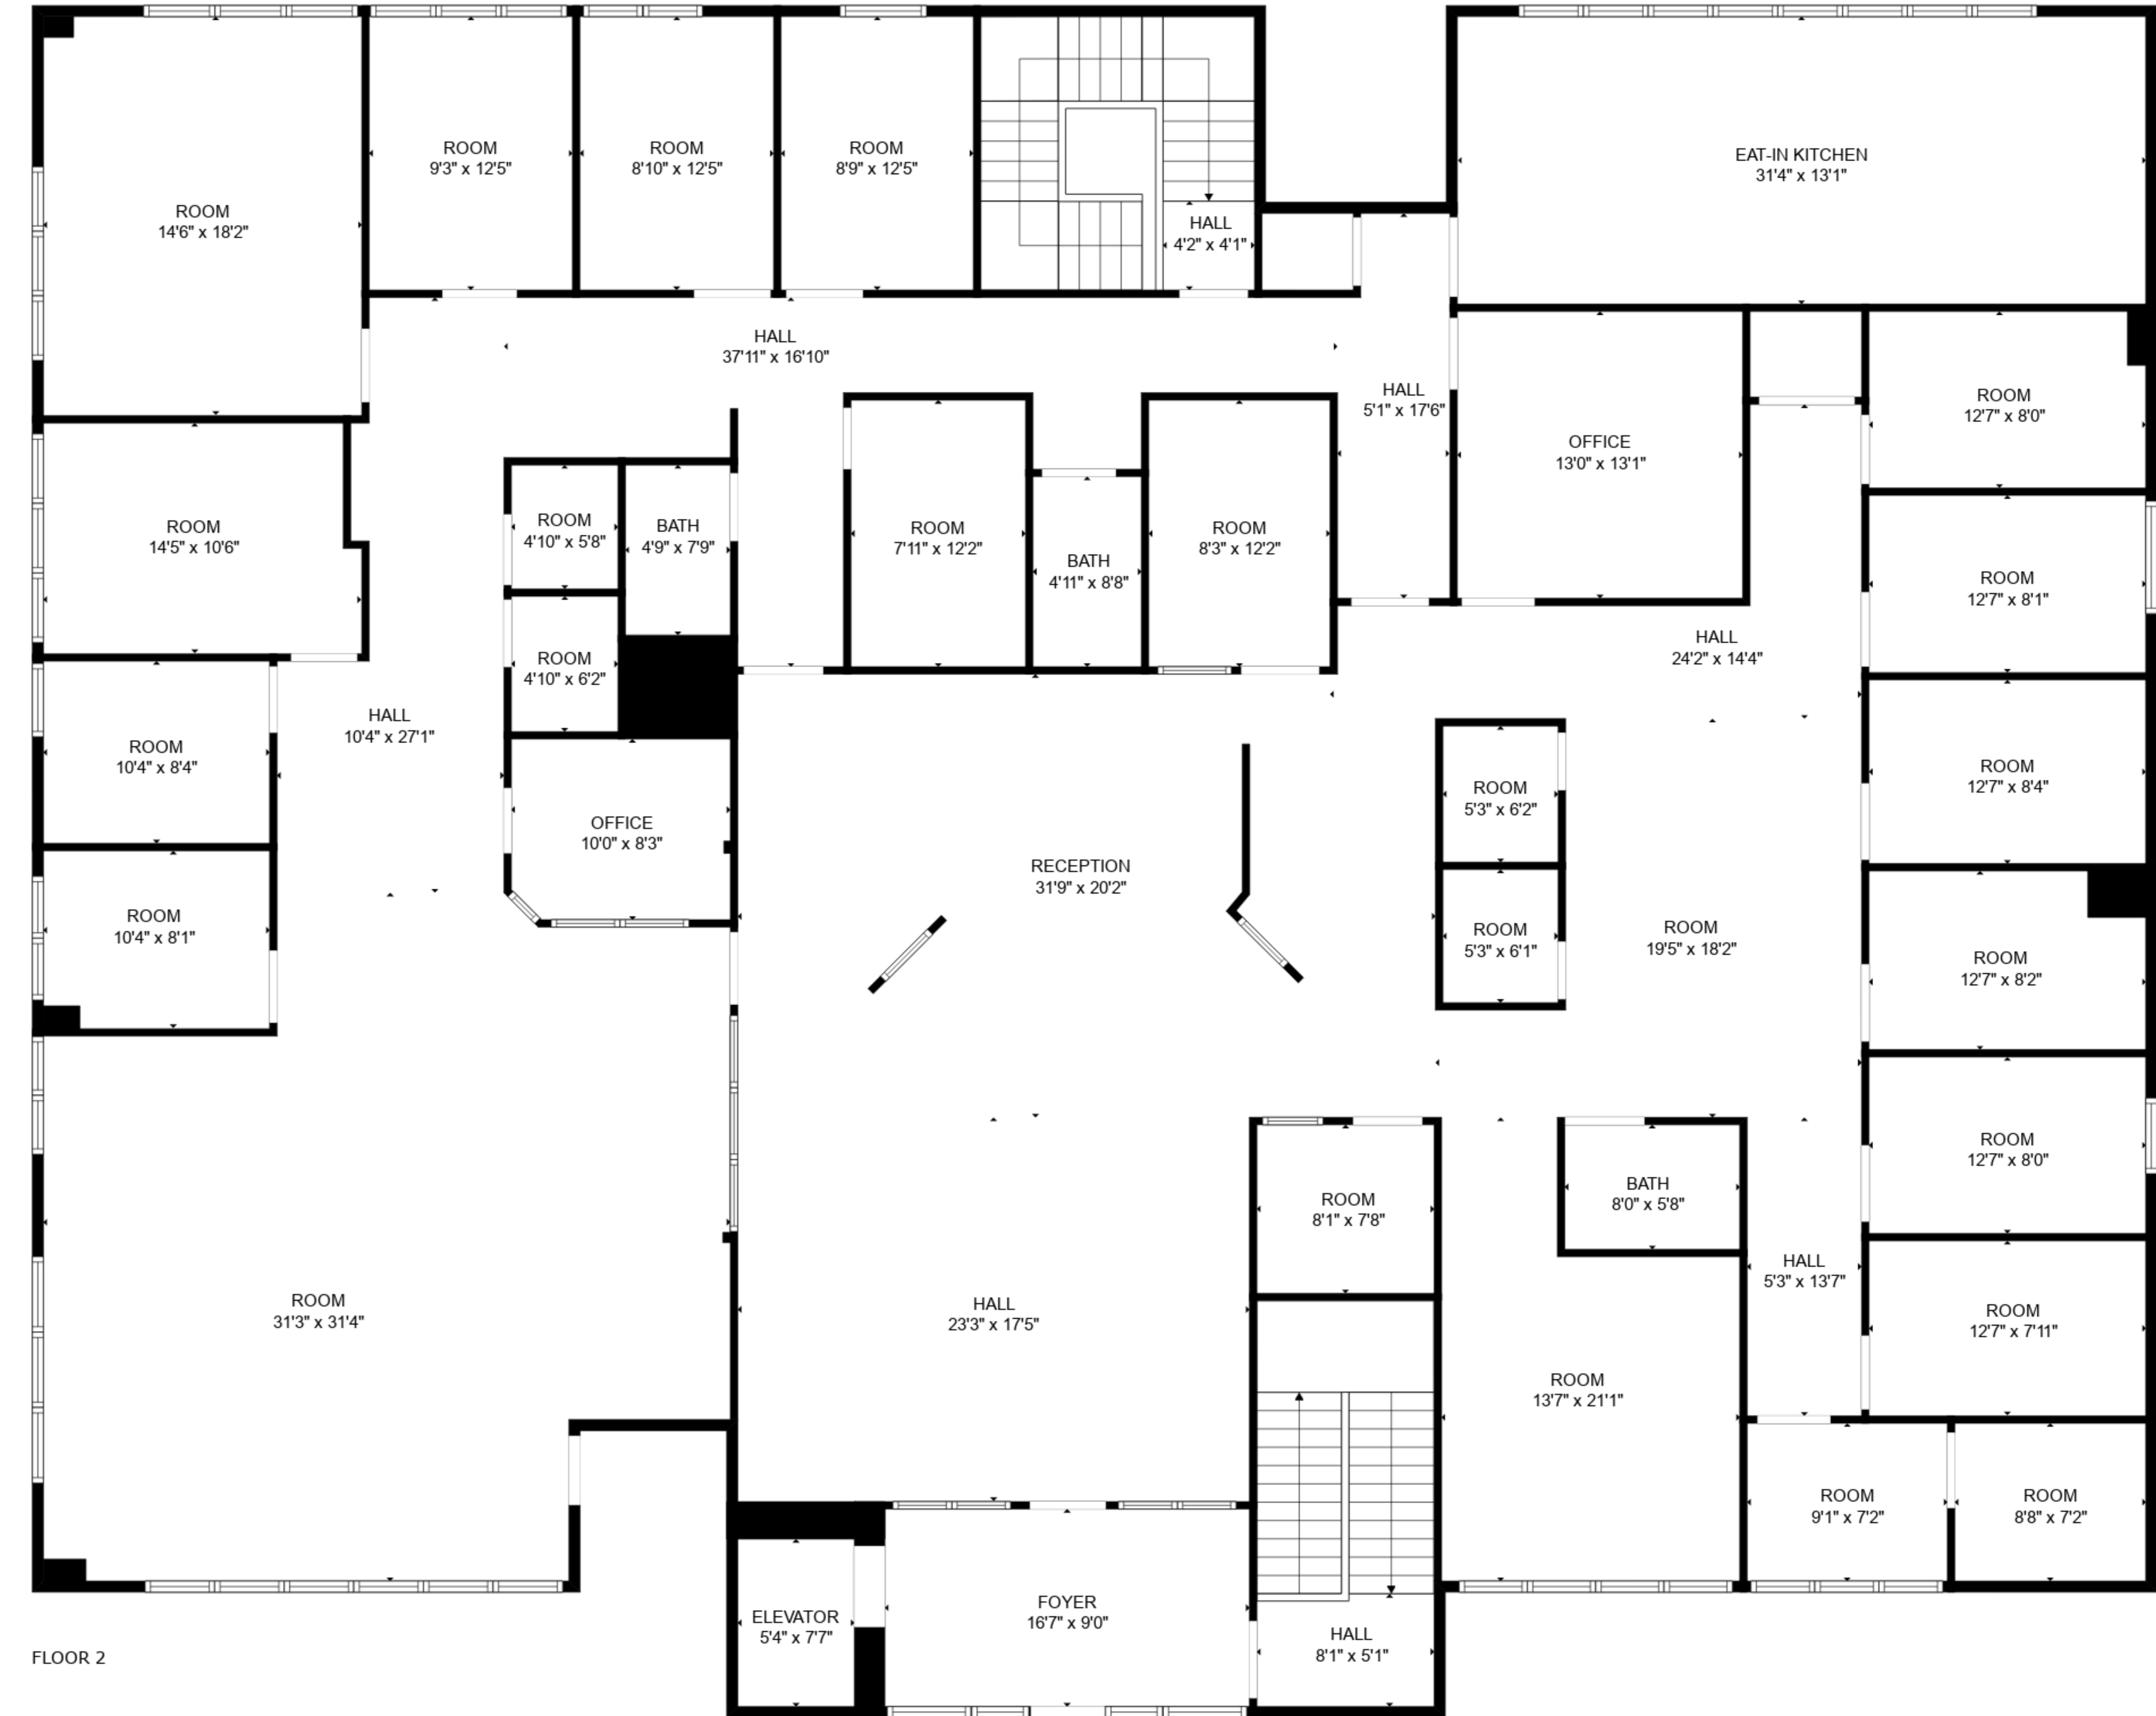 ROOM
9'3" x 12'5"
ROOM
8'10" x 12'5"
ROOM
8'9" x 12'5"
EAT-IN KITCHEN
31'4" x 13'1"
ROOM
14'6" x 18'2"
HALL
4'2" x 4'1"
HALL
37'11" x 16'10"
HALL
5'1" x 17'6"
ROOM
12'7" x 8'0"
OFFICE
13'0" x 13'1"
ROOM
14'5" x 10'6"
ROOM
4'10" x 5'8"
BATH
4'9" x 7'9"
ROOM
7'11" x 12'2"
BATH
4'11" x 8'8"
ROOM
8'3" x 12'2"
ROOM
12'7" x 8'1"
HALL
24'2" x 14'4"
ROOM
4'10" x 6'2"
HALL
10'4" x 27'1"
ROOM
10'4" x 8'4"
ROOM
12'7" x 8'4"
ROOM
5'3" x 6'2"
OFFICE
10'0" x 8'3"
RECEPTION
31'9" x 20'2"
ROOM
10'4" x 8'1"
ROOM
5'3" x 6'1"
ROOM
19'5" x 18'2"
ROOM
12'7" x 8'2"
ROOM
12'7" x 8'0"
ROOM
8'1" x 7'8"
BATH
8'0" x 5'8"
HALL
5'3" x 13'7"
ROOM
31'3" x 31'4"
HALL
23'3" x 17'5"
ROOM
12'7" x 7'11"
ROOM
13'7" x 21'1"
ROOM
9'1" x 7'2"
ROOM
8'8" x 7'2"
ELEVATOR
5'4" x 7'7"
FOYER
16'7" x 9'0"
HALL
8'1" x 5'1"
FLOOR 2